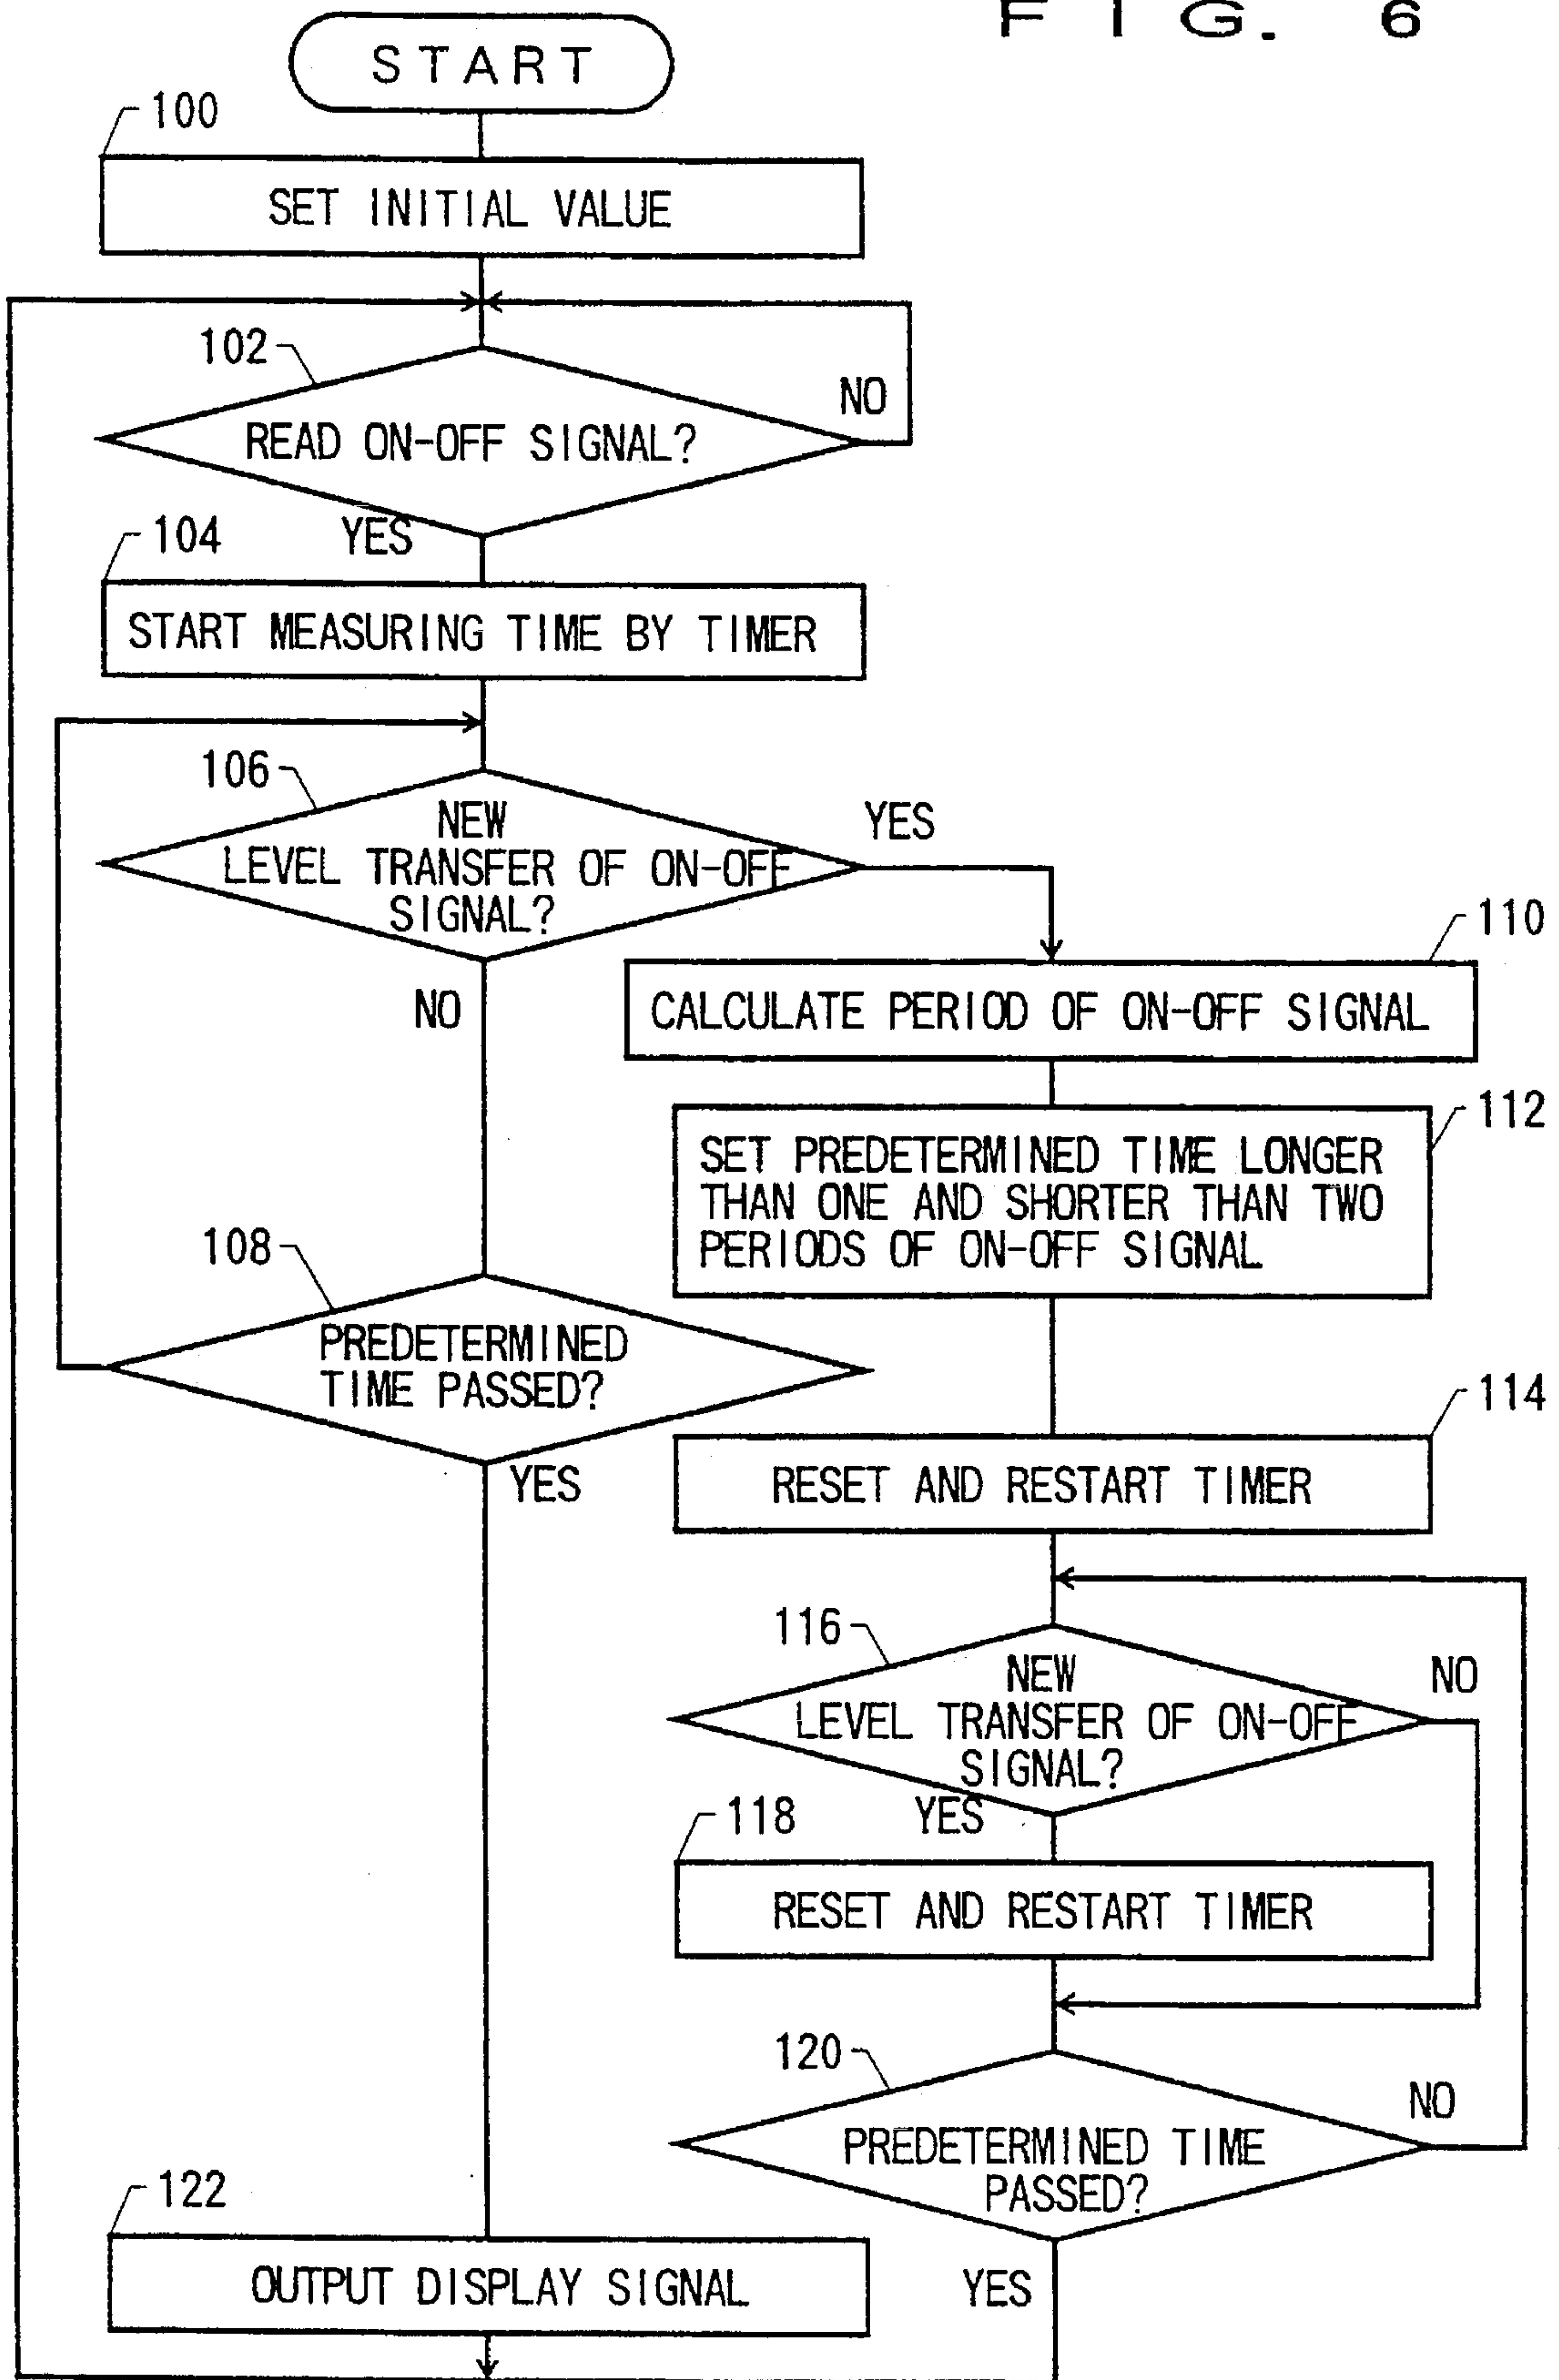 FIG. 6
START
100
SET INITIAL VALUE
102
NO
READ ON-OFF SIGNAL?
YES
104
START MEASURING TIME BY TIMER
106
NEW
LEVEL TRANSFER OF ON-OFF
SIGNAL?
YES
NO
110
CALCULATE PERIOD OF ON-OFF SIGNAL
112
SET PREDETERMINED TIME LONGER
THAN ONE AND SHORTER THAN TWO
PERIODS OF ON-OFF SIGNAL
108
PREDETERMINED
TIME PASSED?
YES
114
RESET AND RESTART TIMER
116
NEW
LEVEL TRANSFER OF ON-OFF
SIGNAL?
NO
YES
118
RESET AND RESTART TIMER
120
NO
PREDETERMINED TIME
PASSED?
YES
122
OUTPUT DISPLAY SIGNAL